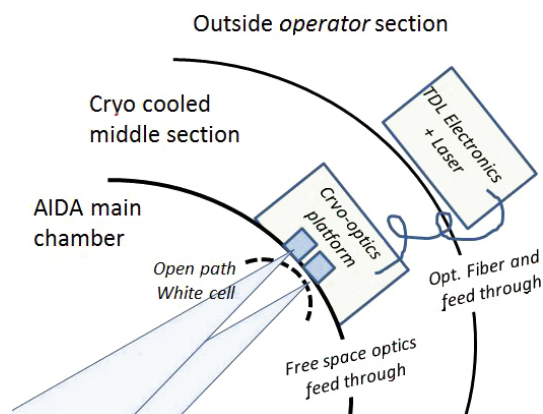 Outside operator section
Cryo cooled
middle section
AIDA main
chamber
TDL Electronics
+ Laser
Cryo-optics
platform
Open path
White cell
Opt. Fiber and
feed through
Free space optics
feed through